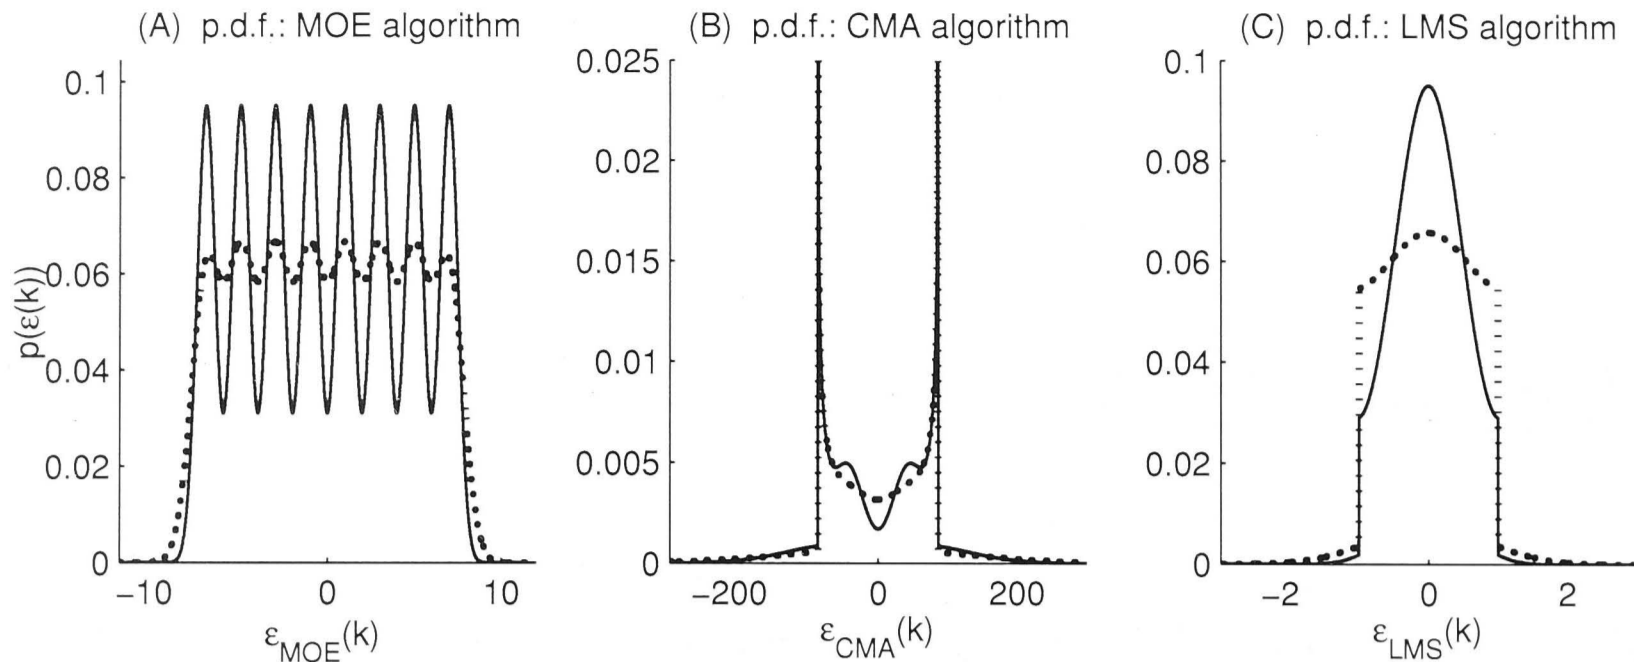 (A) p.d.f.: MOE algorithm
0.1
0.08
0.06
0.04
0.02
0
p(ε(k))
−10 0 10
ε_MOE(k)
(B) p.d.f.: CMA algorithm
0.025
0.02
0.015
0.01
0.005
0
−200 0 200
ε_CMA(k)
(C) p.d.f.: LMS algorithm
0.1
0.08
0.06
0.04
0.02
0
−2 0 2
ε_LMS(k)